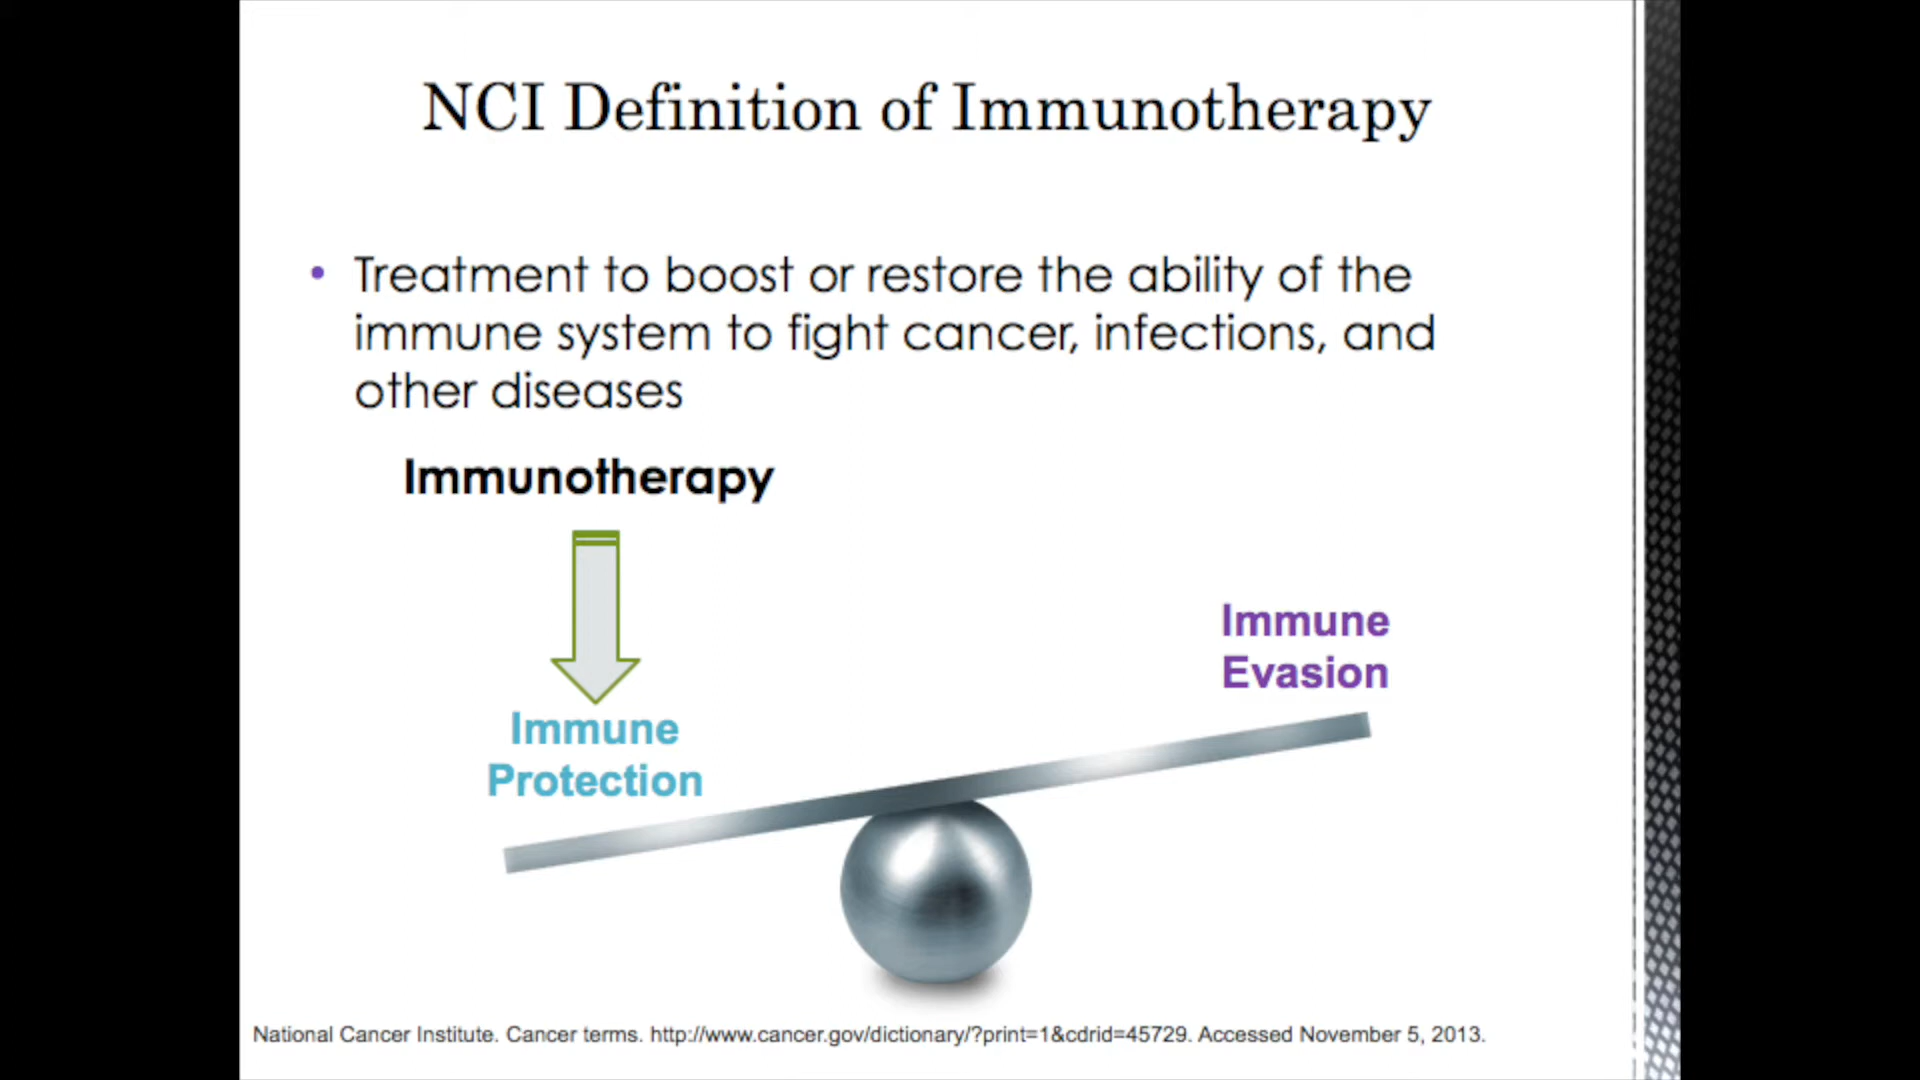 NCI Definition of Immunotherapy
• Treatment to boost or restore the ability of the
immune system to fight cancer, infections, and
other diseases
Immunotherapy
Immune
Evasion
Immune
Protection
National Cancer Institute. Cancer terms. http://www.cancer.gov/dictionary/?print=1&cdrid=45729. Accessed November 5, 2013.